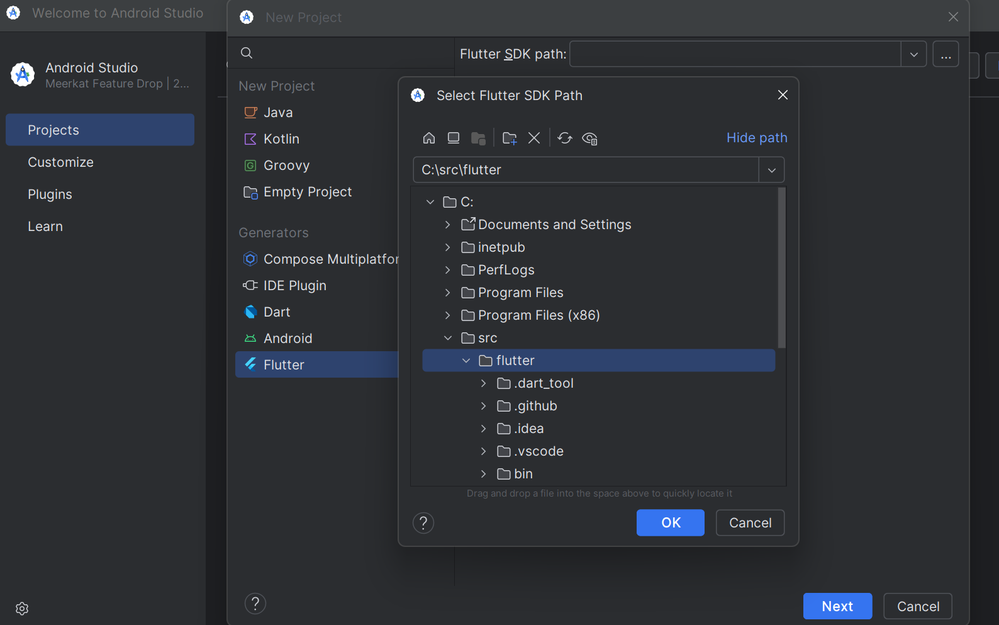 Welcome to Android Studio
New Project
Android Studio
Meerkat Feature Drop | 2...
Projects
Customize
Plugins
Learn
Flutter SDK path:
...
New Project
Java
Kotlin
Groovy
Empty Project
Generators
Compose Multiplatfor
IDE Plugin
Dart
Android
Flutter
Select Flutter SDK Path
Hide path
C:\src\flutter
C:
Documents and Settings
inetpub
PerfLogs
Program Files
Program Files (x86)
src
flutter
.dart_tool
.github
.idea
.vscode
bin
Drag and drop a file into the space above to quickly locate it
?
OK
Cancel
?
Next
Cancel